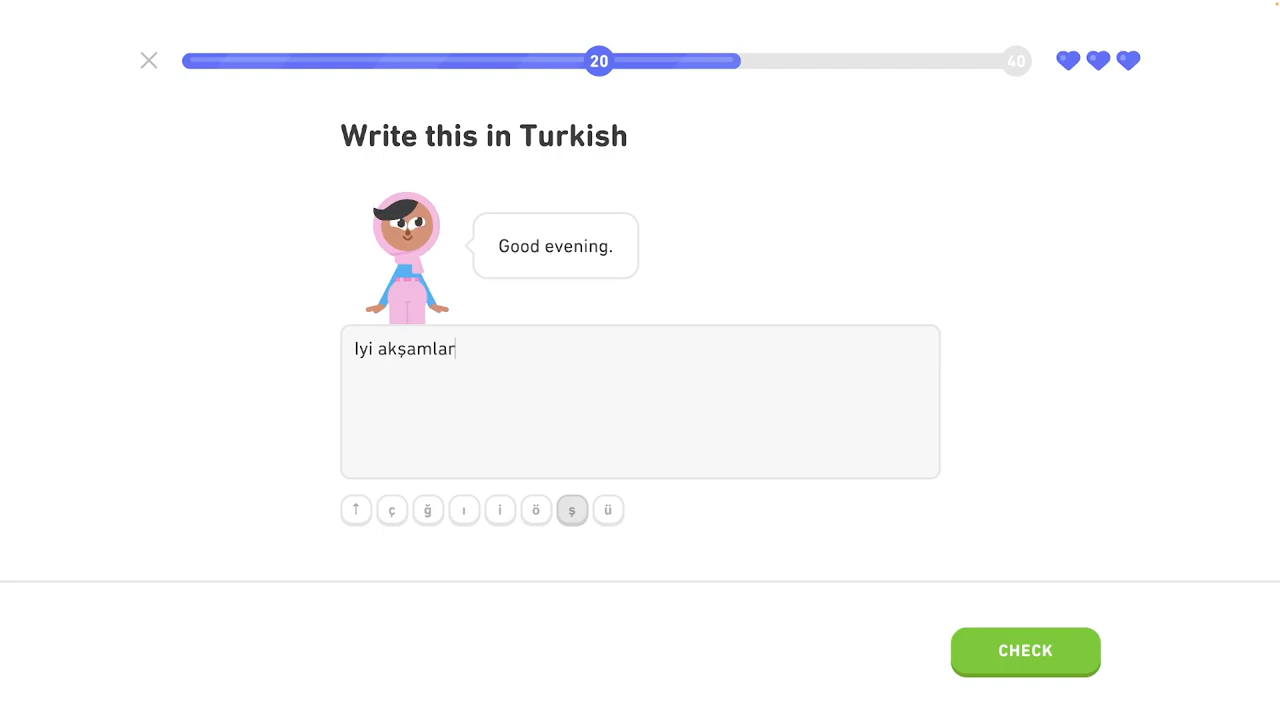 20
40
Write this in Turkish
Good evening.
Iyi akşamlar
↑ ç ğ ı i ö ş ü
CHECK